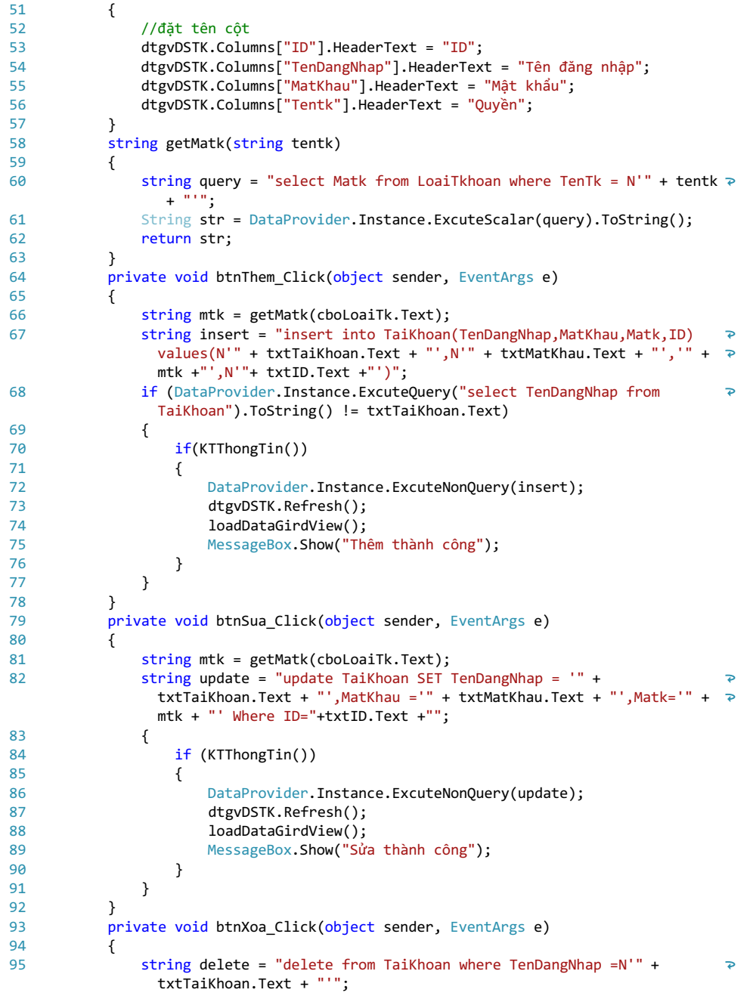 51 {
52 //đặt tên cột
53 dtgvDSTK.Columns["ID"].HeaderText = "ID";
54 dtgvDSTK.Columns["TenDangNhap"].HeaderText = "Tên đăng nhập";
55 dtgvDSTK.Columns["MatKhau"].HeaderText = "Mật khẩu";
56 dtgvDSTK.Columns["Tentk"].HeaderText = "Quyền";
57 }
58 string getMatk(string tentk)
59 {
60 string query = "select Matk from LoaiTkhoan where TenTk = N'" + tentk
+ "'";
61 String str = DataProvider.Instance.ExcuteScalar(query).ToString();
62 return str;
63 }
64 private void btnThem_Click(object sender, EventArgs e)
65 {
66 string mtk = getMatk(cboLoaiTk.Text);
67 string insert = "insert into TaiKhoan(TenDangNhap,MatKhau,Matk,ID)
values(N'" + txtTaiKhoan.Text + "',N'" + txtMatKhau.Text + "','" +
mtk +"',N'"+ txtID.Text +"')";
68 if (DataProvider.Instance.ExcuteQuery("select TenDangNhap from
TaiKhoan").ToString() != txtTaiKhoan.Text)
69 {
70 if(KTThongTin())
71 {
72 DataProvider.Instance.ExcuteNonQuery(insert);
73 dtgvDSTK.Refresh();
74 loadDataGirdView();
75 MessageBox.Show("Thêm thành công");
76 }
77 }
78 }
79 private void btnSua_Click(object sender, EventArgs e)
80 {
81 string mtk = getMatk(cboLoaiTk.Text);
82 string update = "update TaiKhoan SET TenDangNhap = '" +
txtTaiKhoan.Text + "',MatKhau ='" + txtMatKhau.Text + "',Matk='" +
mtk + "' Where ID="+txtID.Text +"";
83 {
84 if (KTThongTin())
85 {
86 DataProvider.Instance.ExcuteNonQuery(update);
87 dtgvDSTK.Refresh();
88 loadDataGirdView();
89 MessageBox.Show("Sửa thành công");
90 }
91 }
92 }
93 private void btnXoa_Click(object sender, EventArgs e)
94 {
95 string delete = "delete from TaiKhoan where TenDangNhap =N'" +
txtTaiKhoan.Text + "'";